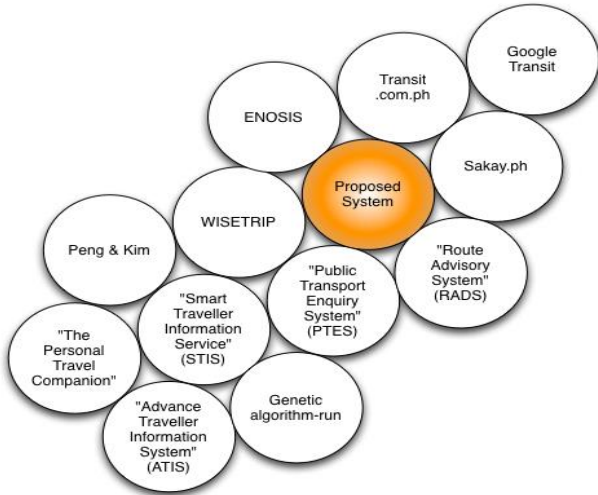 Google
Transit
Transit
.com.ph
ENOSIS
Sakay.ph
Proposed
System
WISETRIP
Peng & Kim
"Route
Advisory
System"
(RADS)
"Public
Transport
Enquiry
System"
(PTES)
"Smart
Traveller
Information
Service"
(STIS)
"The
Personal
Travel
Companion"
Genetic
algorithm-run
"Advance
Traveller
Information
System"
(ATIS)